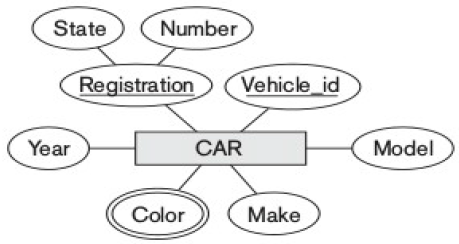 State
Number
Registration
Vehicle_id
Year
CAR
Model
Color
Make